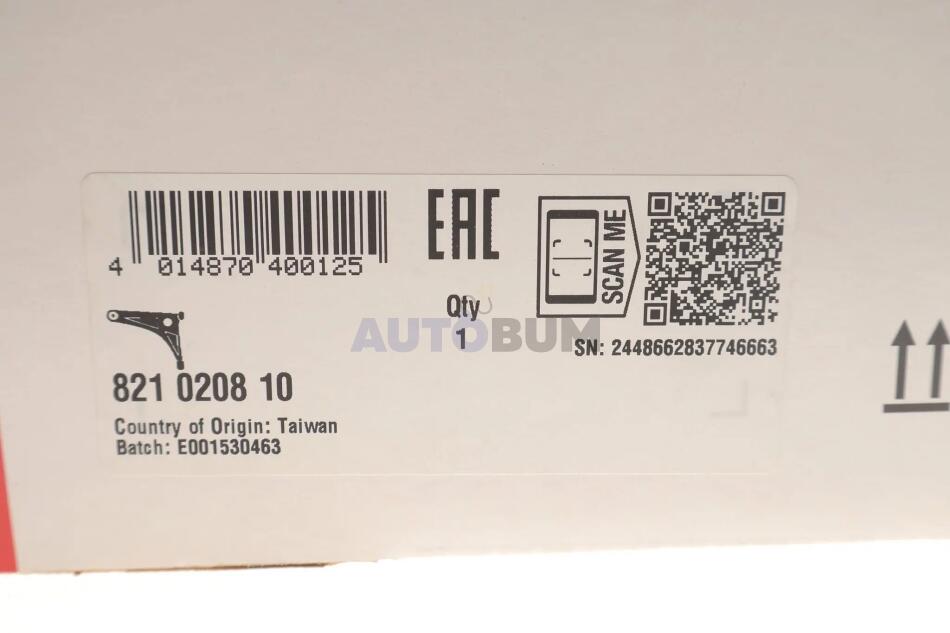 4 014870 400125
EAC
SCAN ME
Qty
1
SN: 2448662837746663
AUTOBUM
821 0208 10
Country of Origin: Taiwan
Batch: E001530463